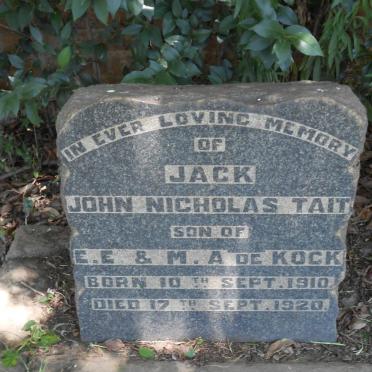 IN EVER LOVING MEMORY
OF
JACK
JOHN NICHOLAS TAIT
SON OF
E.E & M.A DE KOCK
BORN 10TH SEPT. 1910.
DIED 17TH SEPT. 1920.